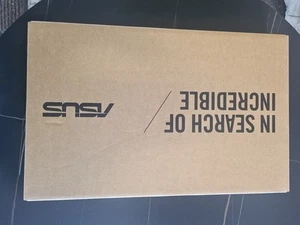 IN SEARCH OF
INCREDIBLE
ASUS